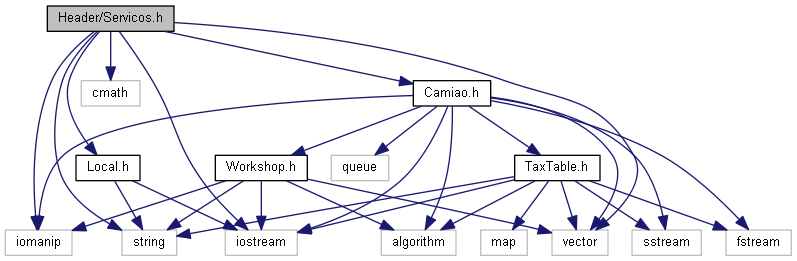 Header/Servicos.h
cmath
Camiao.h
Local.h
Workshop.h
queue
TaxTable.h
iomanip
string
iostream
algorithm
map
vector
sstream
fstream